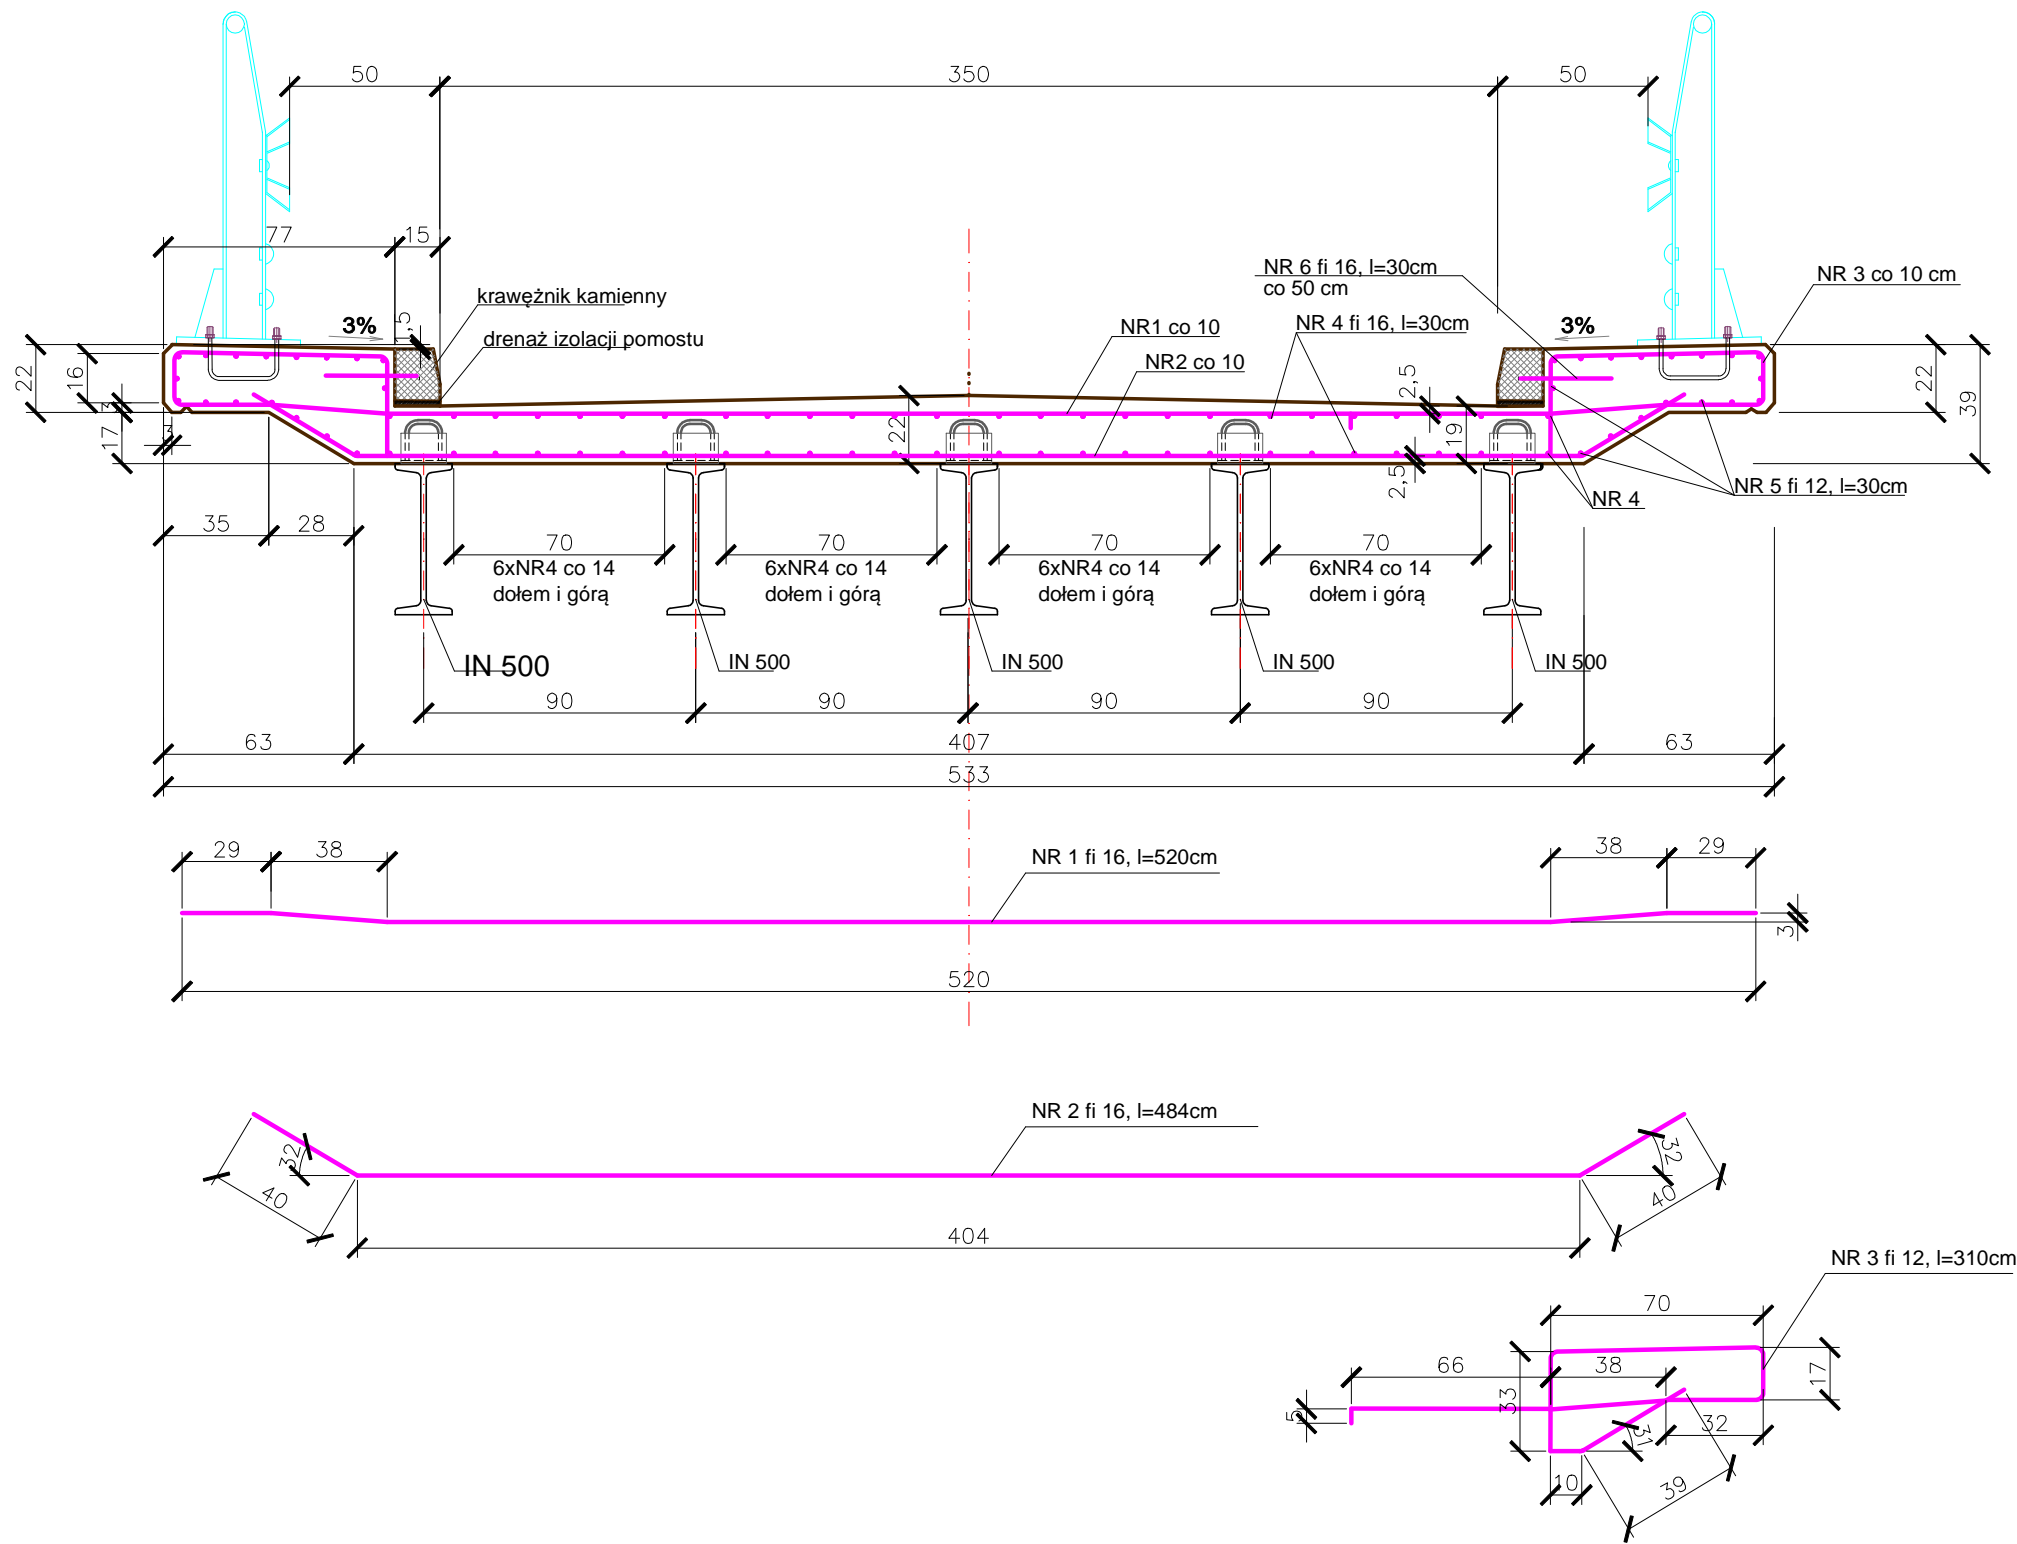 50
350
50
77
15
NR 6 fi 16, l=30cm
co 50 cm
NR 3 co 10 cm
krawężnik kamienny
3%
1,5
NR1 co 10
NR 4 fi 16, l=30cm
3%
drenaż izolacji pomostu
NR2 co 10
22
16
3
17
3
22
2,5
19
2,5
22
39
NR 5 fi 12, l=30cm
NR 4
35
28
70
70
70
70
6xNR4 co 14
dołem i górą
6xNR4 co 14
dołem i górą
6xNR4 co 14
dołem i górą
6xNR4 co 14
dołem i górą
IN 500
IN 500
IN 500
IN 500
IN 500
90
90
90
90
63
407
63
533
29
38
NR 1 fi 16, l=520cm
38
29
3
520
NR 2 fi 16, l=484cm
32
40
32
40
404
NR 3 fi 12, l=310cm
70
66
38
33
17
5
31
32
10
39